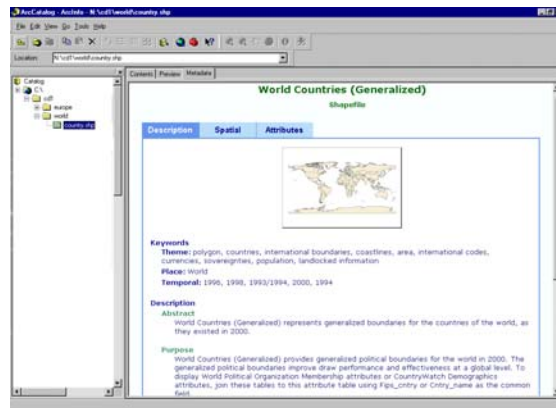 ArcCatalog - ArcInfo - N:\cd1\world\country.shp
File Edit View Go Tools Help
Location: N:\cd1\world\country.shp
Catalog
C:\
cd1
europe
world
country.shp
Contents Preview Metadata
World Countries (Generalized)
Shapefile
Description Spatial Attributes
Keywords
Theme: polygon, countries, international boundaries, coastlines, area, international codes,
currencies, sovereignties, population, landlocked information
Place: World
Temporal: 1996, 1998, 1993/1994, 2000, 1994
Description
Abstract
World Countries (Generalized) represents generalized boundaries for the countries of the world, as
they existed in 2000.
Purpose
World Countries (Generalized) provides generalized political boundaries for the world in 2000. The
generalized political boundaries improve draw performance and effectiveness at a global level. To
display World Political Organization Membership attributes or CountryWatch Demographics
attributes, join these tables to this attribute table using Fips_cntry or Cntry_name as the common
field.